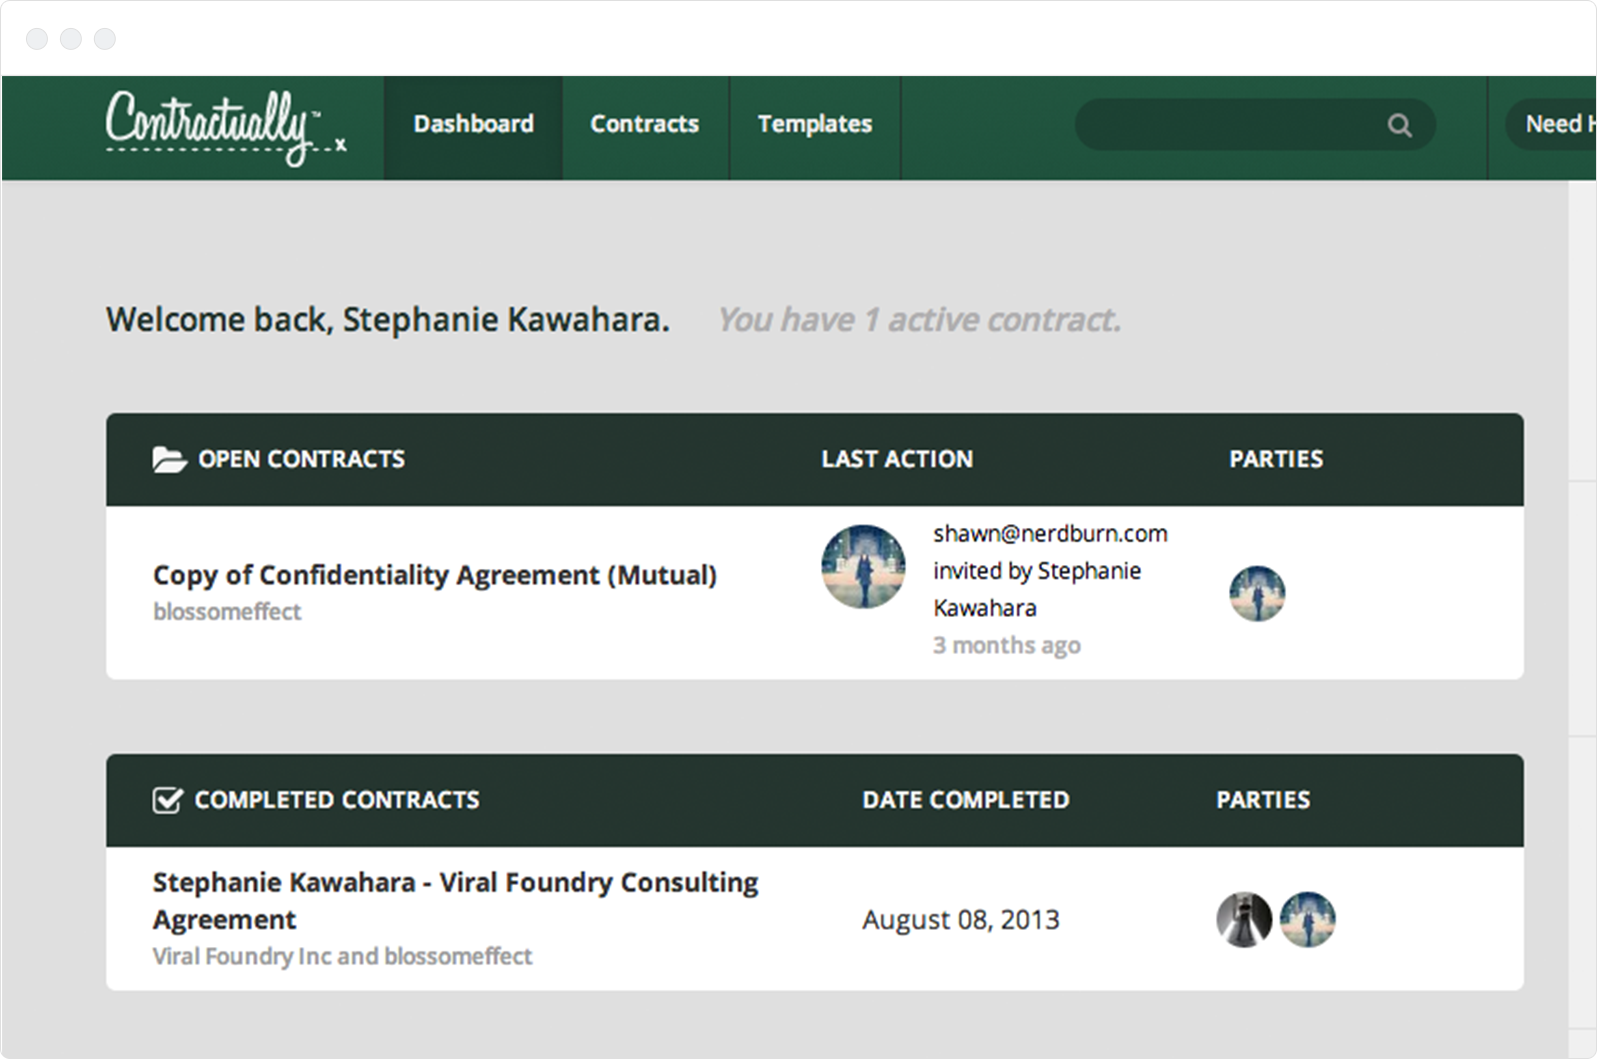 Contractually™
x
Dashboard
Contracts
Templates
Need H
Welcome back, Stephanie Kawahara.
You have 1 active contract.
OPEN CONTRACTS
LAST ACTION
PARTIES
Copy of Confidentiality Agreement (Mutual)
blossomeffect
shawn@nerdburn.com
invited by Stephanie
Kawahara
3 months ago
COMPLETED CONTRACTS
DATE COMPLETED
PARTIES
Stephanie Kawahara - Viral Foundry Consulting
Agreement
Viral Foundry Inc and blossomeffect
August 08, 2013